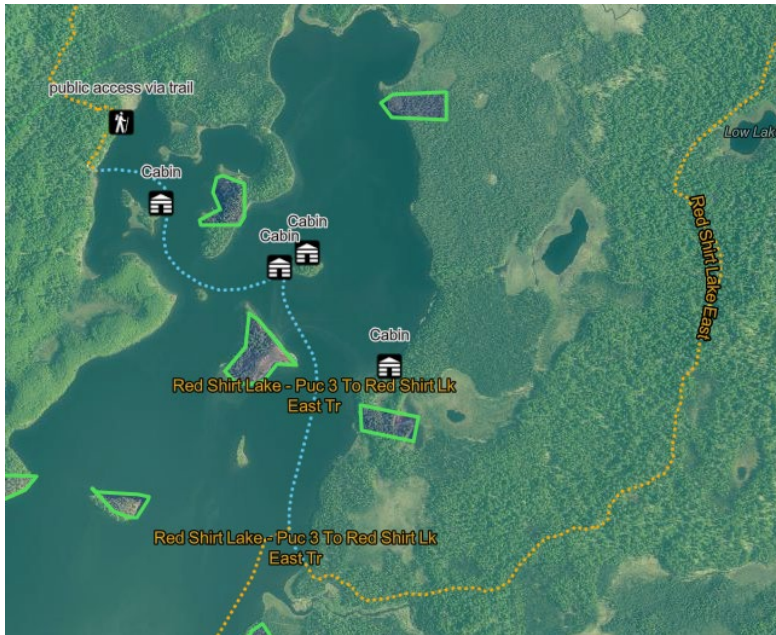 public access via trail
Low Lake
Cabin
Red Shirt Lake East
Cabin
Cabin
Cabin
Red Shirt Lake - Puc 3 To Red Shirt Lk
East Tr
Red Shirt Lake - Puc 3 To Red Shirt Lk
East Tr